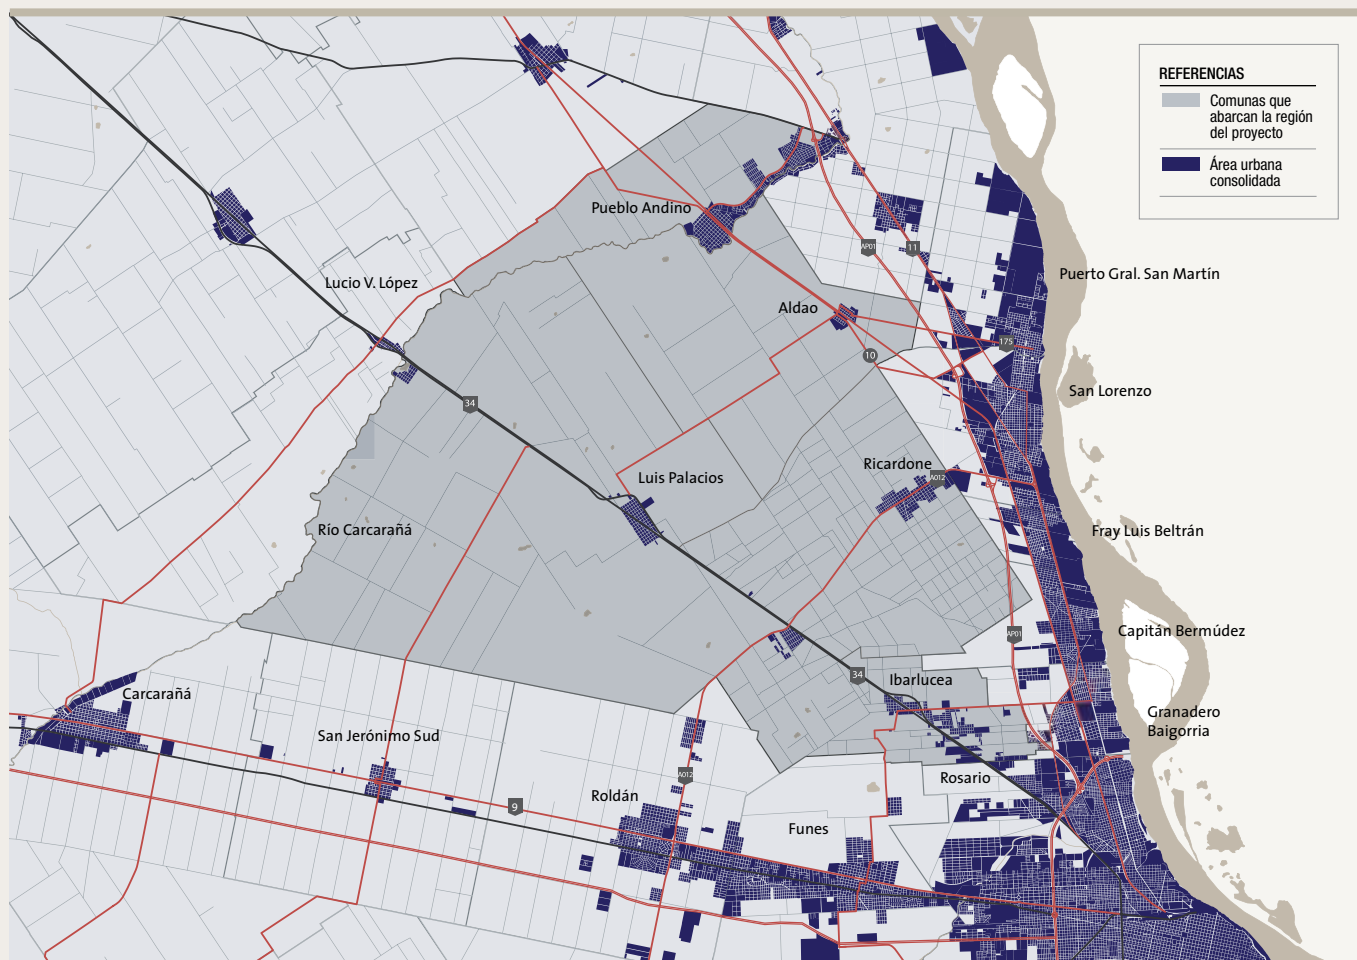 REFERENCIAS
Comunas que
abarcan la región
del proyecto
Área urbana
consolidada
Pueblo Andino
AP01
11
Puerto Gral. San Martín
Lucio V. López
Aldao
175
10
San Lorenzo
34
Ricardone
A012
Luis Palacios
Río Carcarañá
Fray Luis Beltrán
AP01
Capitán Bermúdez
34
Ibarlucea
Carcarañá
Granadero
Baigorria
San Jerónimo Sud
A012
Rosario
Roldán
9
Funes